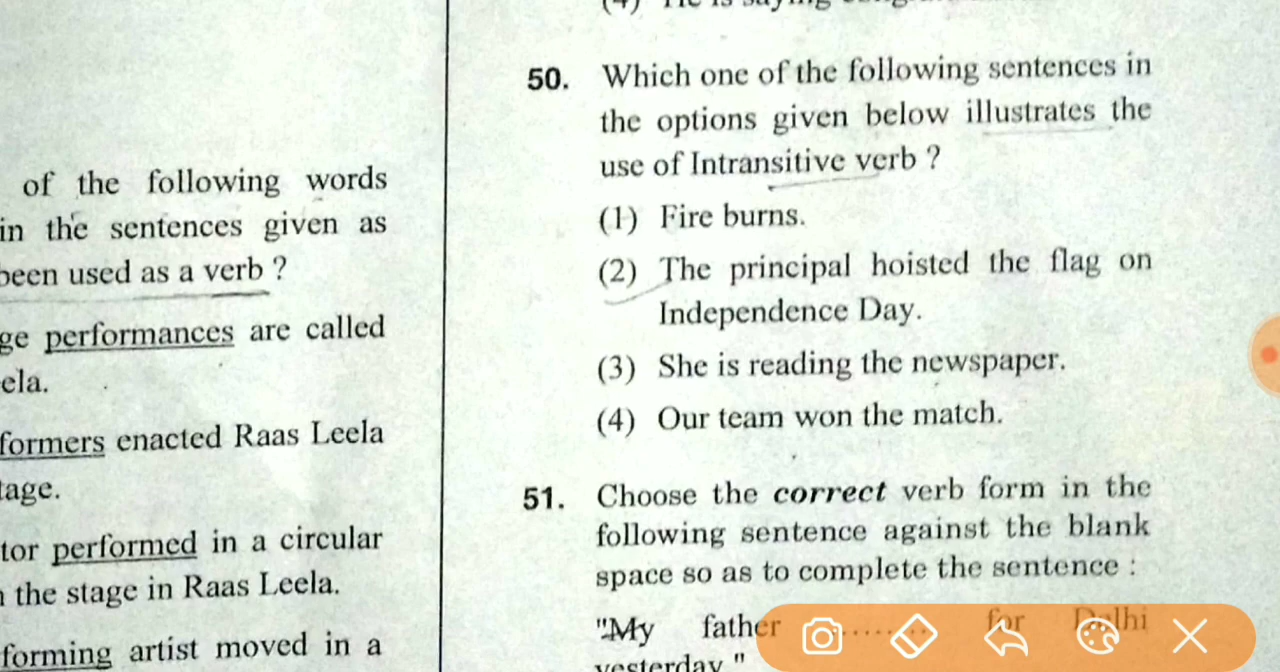 of the following words
in the sentences given as
been used as a verb ?
performances are called
formers enacted Raas Leela
performed in a circular
the stage in Raas Leela.
forming artist moved in a
50. Which one of the following sentences in
the options given below illustrates the
use of Intransitive verb ?
(1) Fire burns.
(2) The principal hoisted the flag on
Independence Day.
(3) She is reading the newspaper.
(4) Our team won the match.
51. Choose the correct verb form in the
following sentence against the blank
space so as to complete the sentence :
"My father ........ for Delhi
yesterday."